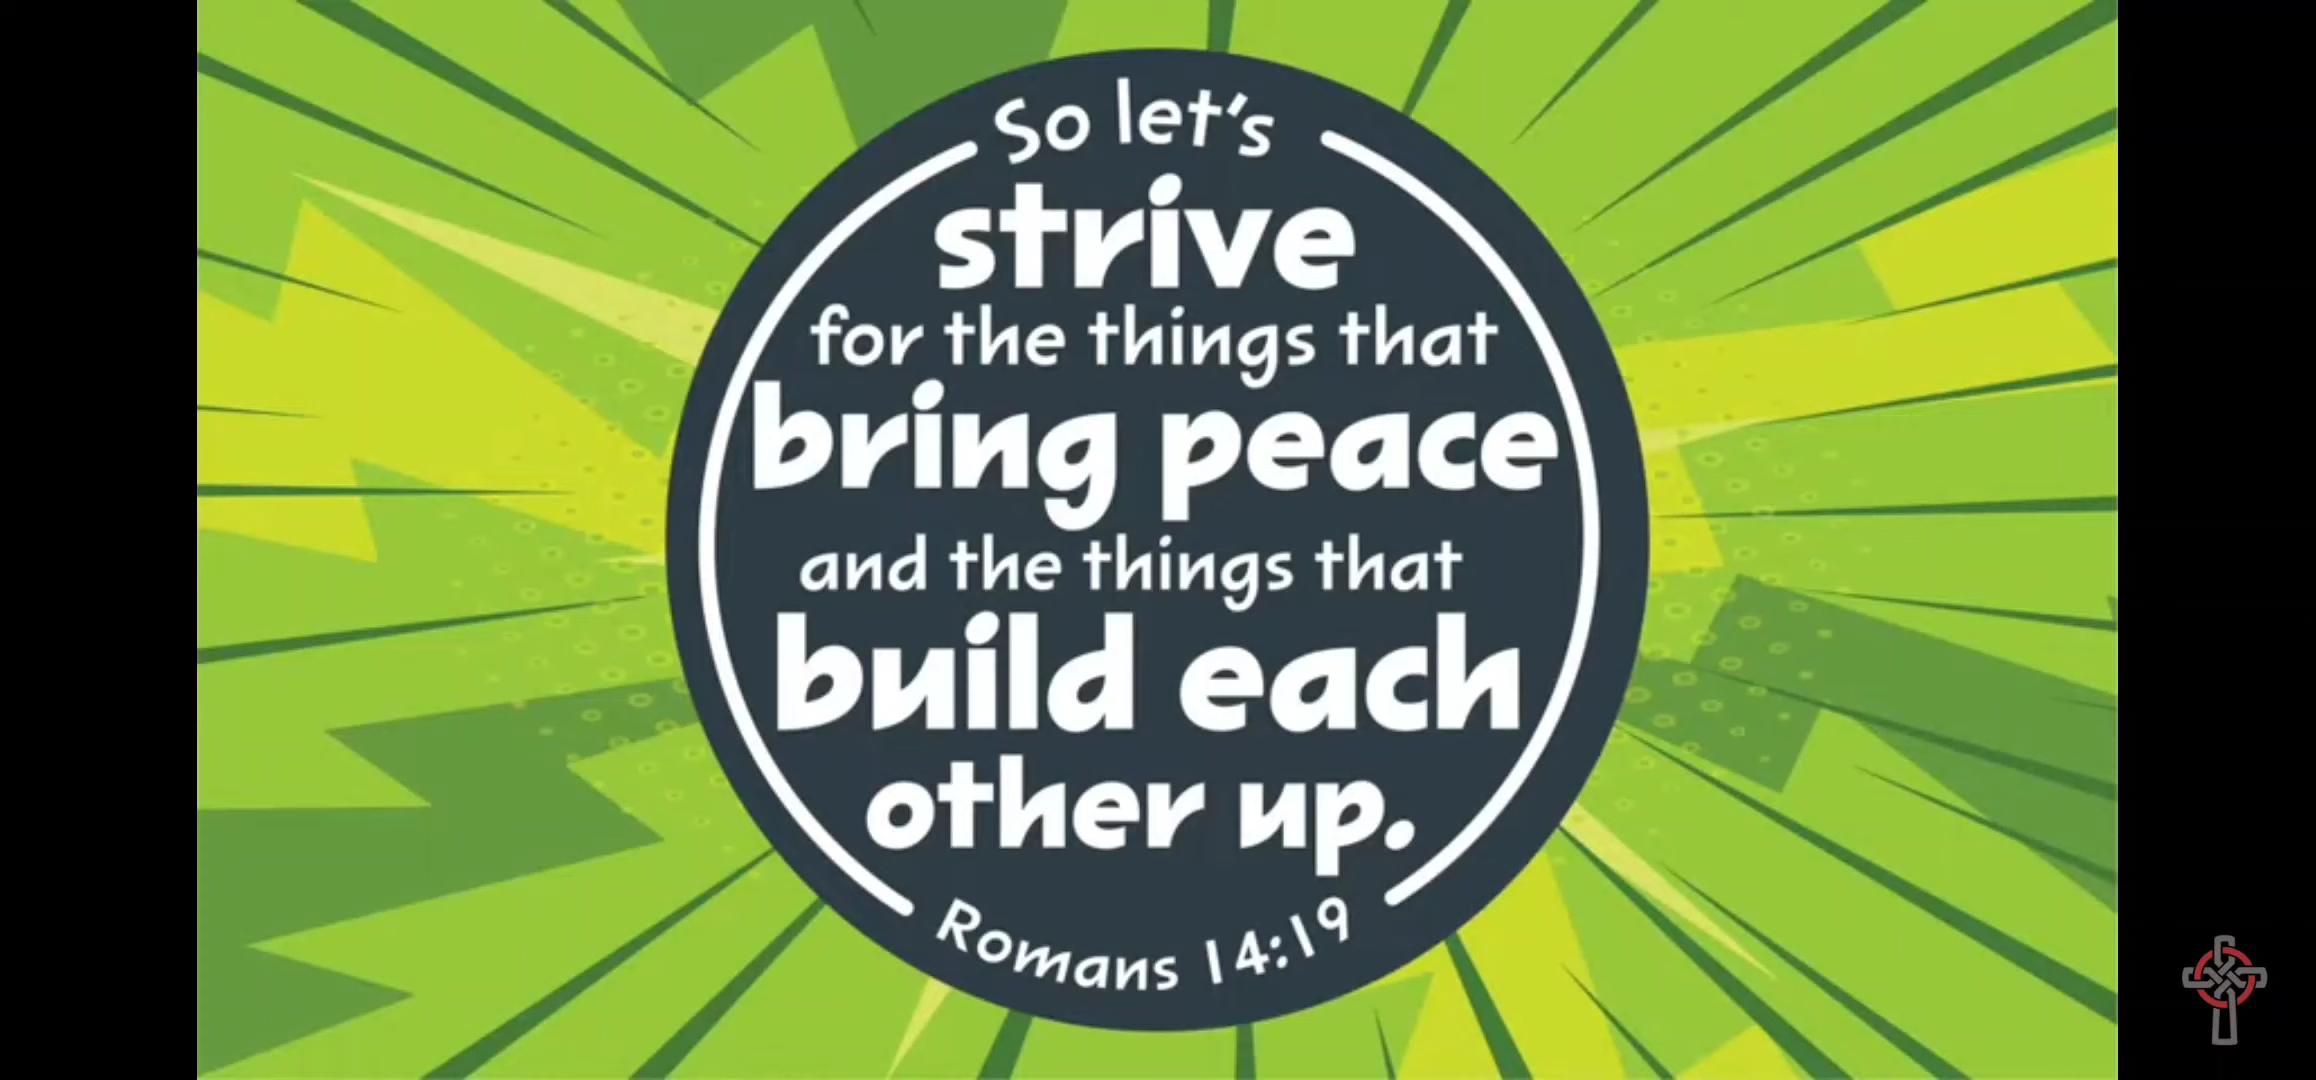 So let's
strive
for the things that
bring peace
and the things that
build each
other up.
Romans 14:19